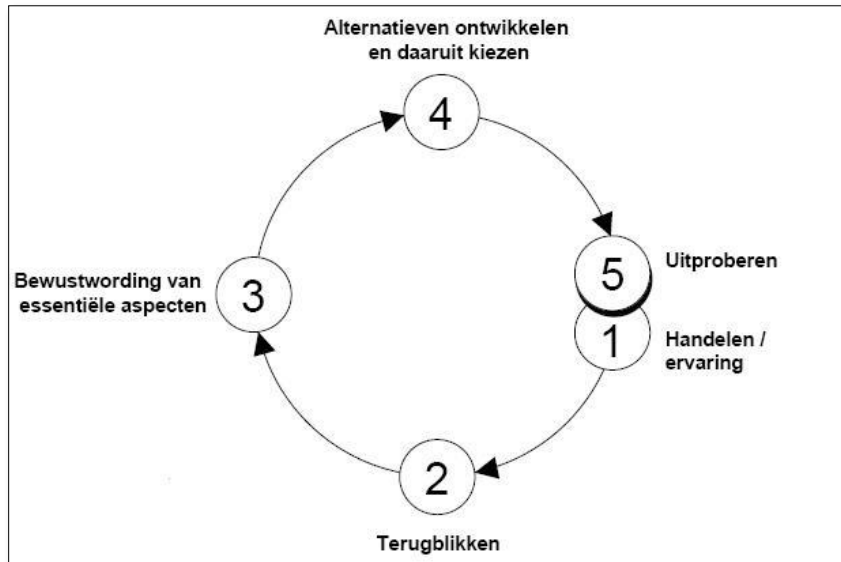 Alternatieven ontwikkelen
en daaruit kiezen
4
5
Uitproberen
Bewustwording van
essentiële aspecten
3
1
Handelen /
ervaring
2
Terugblikken